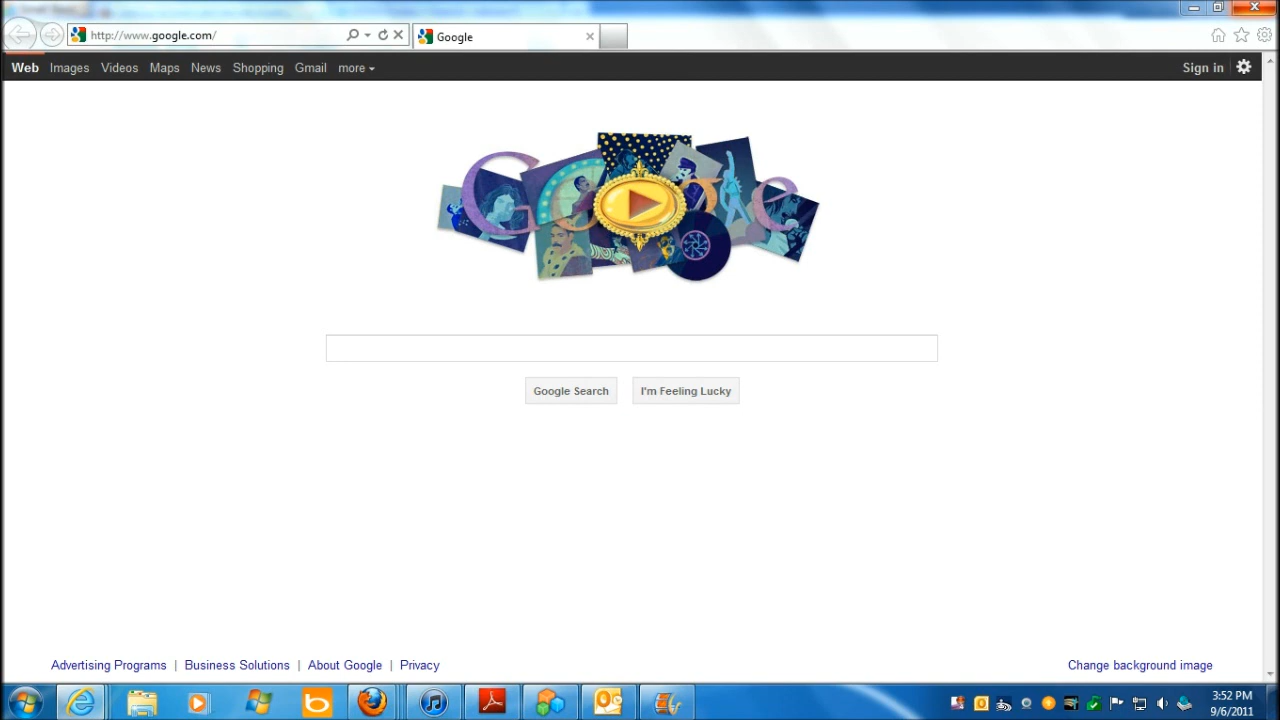 http://www.google.com/
Google
Web Images Videos Maps News Shopping Gmail more Sign in
Google Search I'm Feeling Lucky
Advertising Programs | Business Solutions | About Google | Privacy Change background image
3:52 PM
9/6/2011